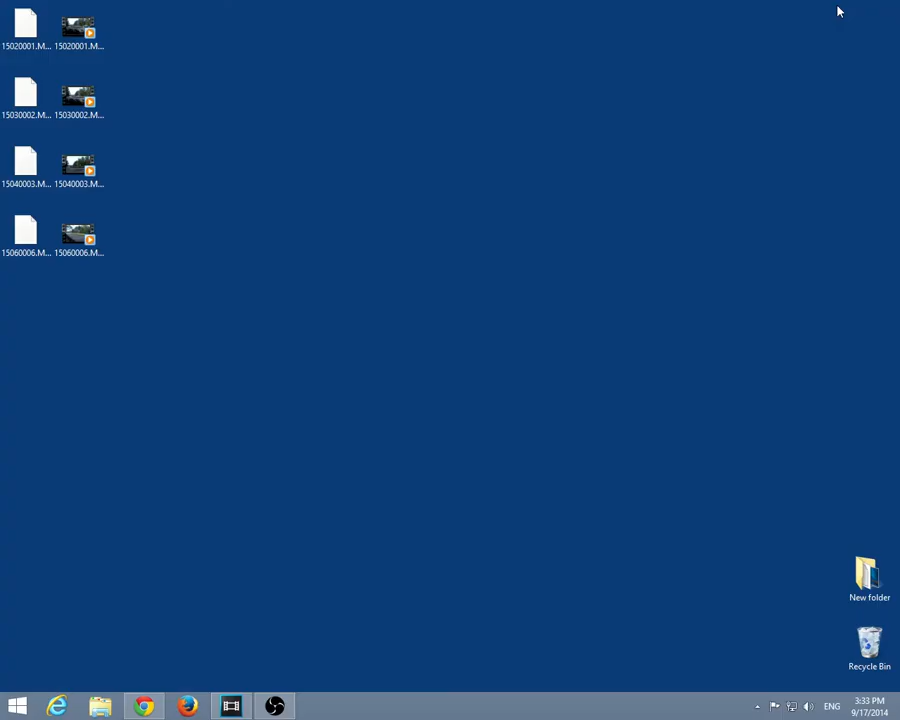 15020001.M... 15020001.M...
15030002.M... 15030002.M...
15040003.M... 15040003.M...
15060006.M... 15060006.M...
New folder
Recycle Bin
ENG
3:33 PM
9/17/2014